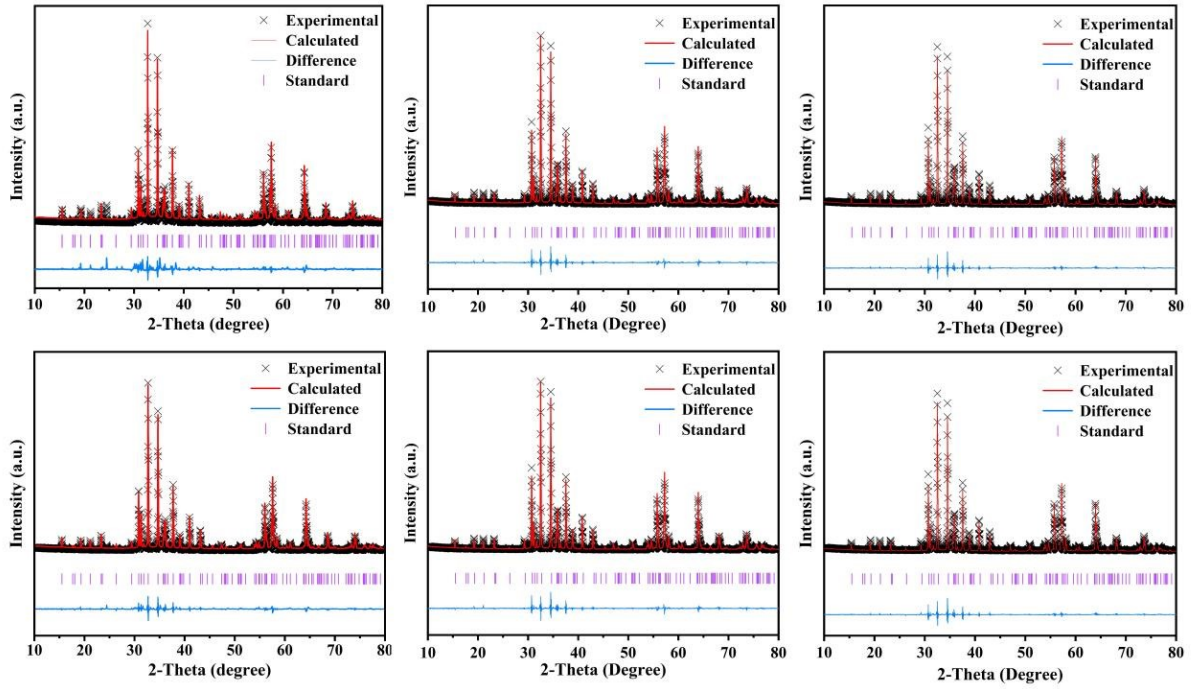 Experimental
Calculated
Difference
Standard
Intensity (a.u.)
10 20 30 40 50 60 70 80
2-Theta (degree)
Experimental
Calculated
Difference
Standard
Intensity (a.u.)
10 20 30 40 50 60 70 80
2-Theta (Degree)
Experimental
Calculated
Difference
Standard
Intensity (a.u.)
10 20 30 40 50 60 70 80
2-Theta (Degree)
Experimental
Calculated
Difference
Standard
Intensity (a.u.)
10 20 30 40 50 60 70 80
2-Theta (degree)
Experimental
Calculated
Difference
Standard
Intensity (a.u.)
10 20 30 40 50 60 70 80
2-Theta (Degree)
Experimental
Calculated
Difference
Standard
Intensity (a.u.)
10 20 30 40 50 60 70 80
2-Theta (Degree)